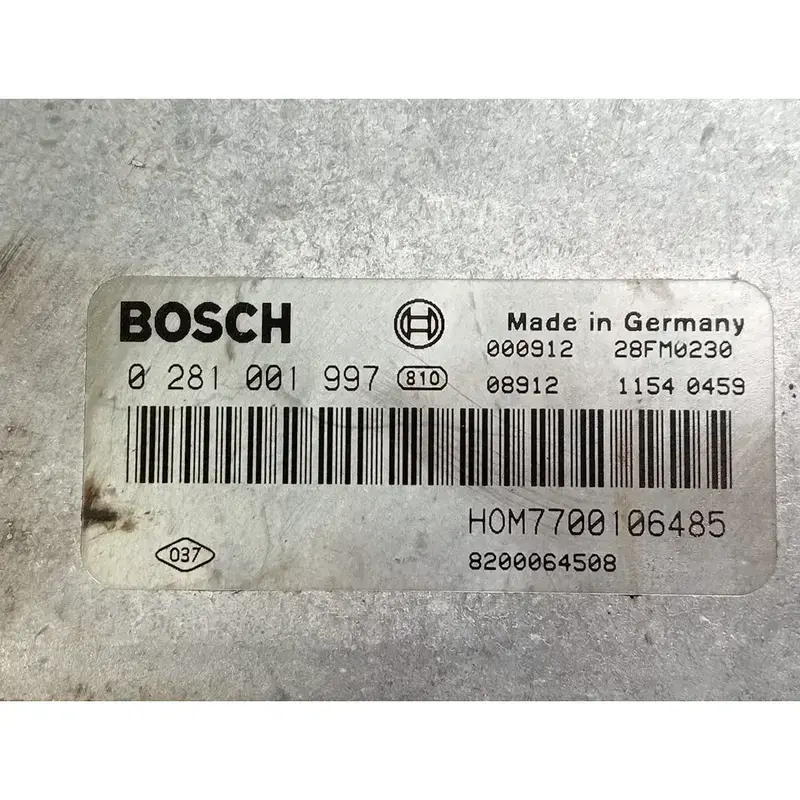 BOSCH
Made in Germany
000912 28FM0230
0 281 001 997 810
08912 1154 0459
HOM7700106485
037
8200064508